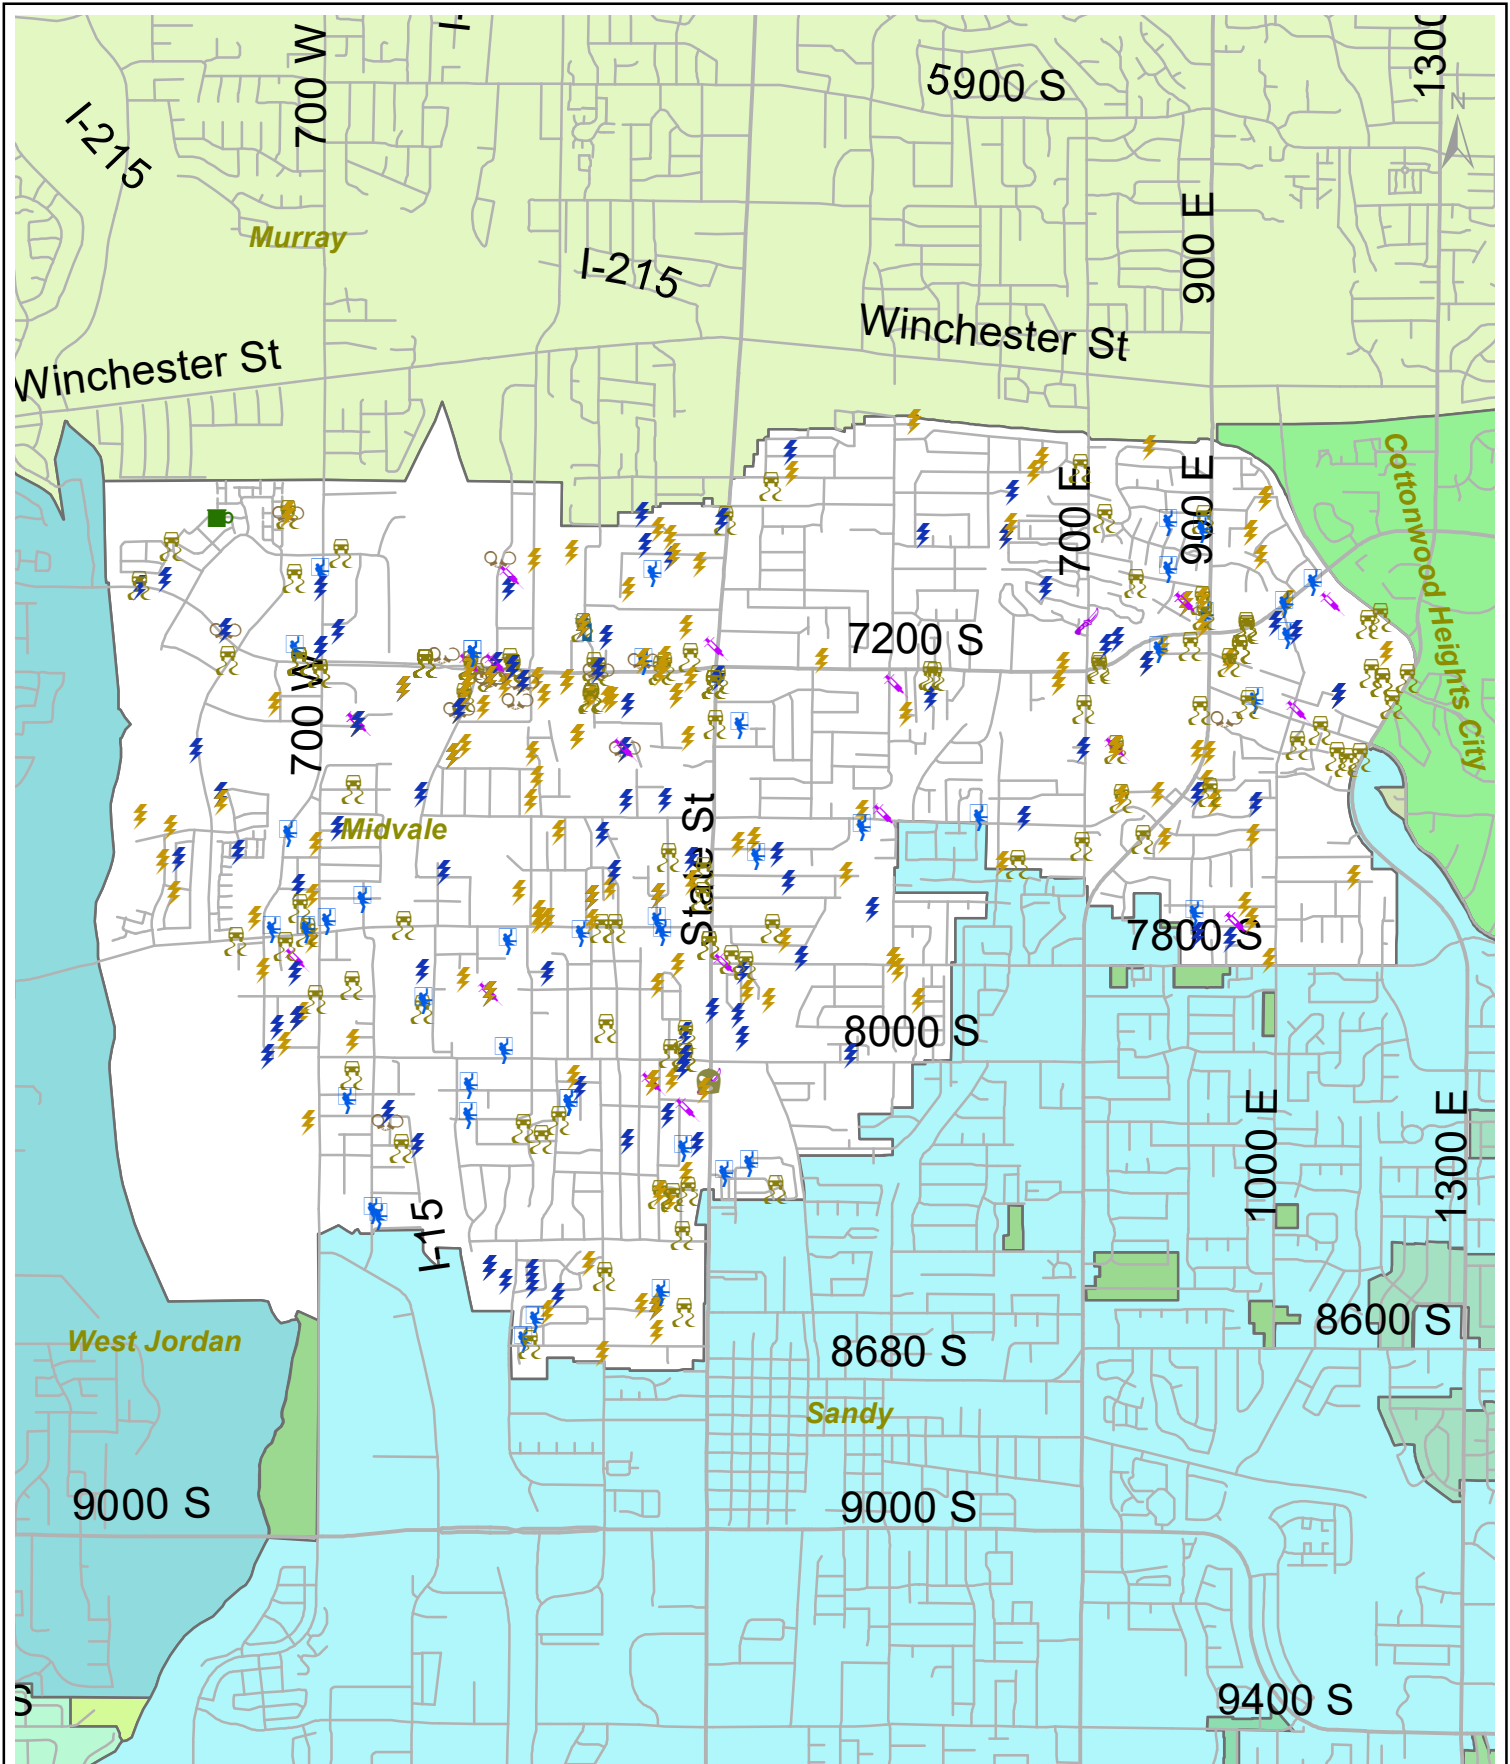 700 W
I-
5900 S
1300
N
I-215
Murray
I-215
900 E
Winchester St
Winchester St
Cottonwood Heights City
700 E
900 E
7200 S
700 W
Midvale
State St
7800 S
8000 S
1000 E
1300 E
I-15
8600 S
West Jordan
8680 S
Sandy
9000 S
9000 S
S
9400 S